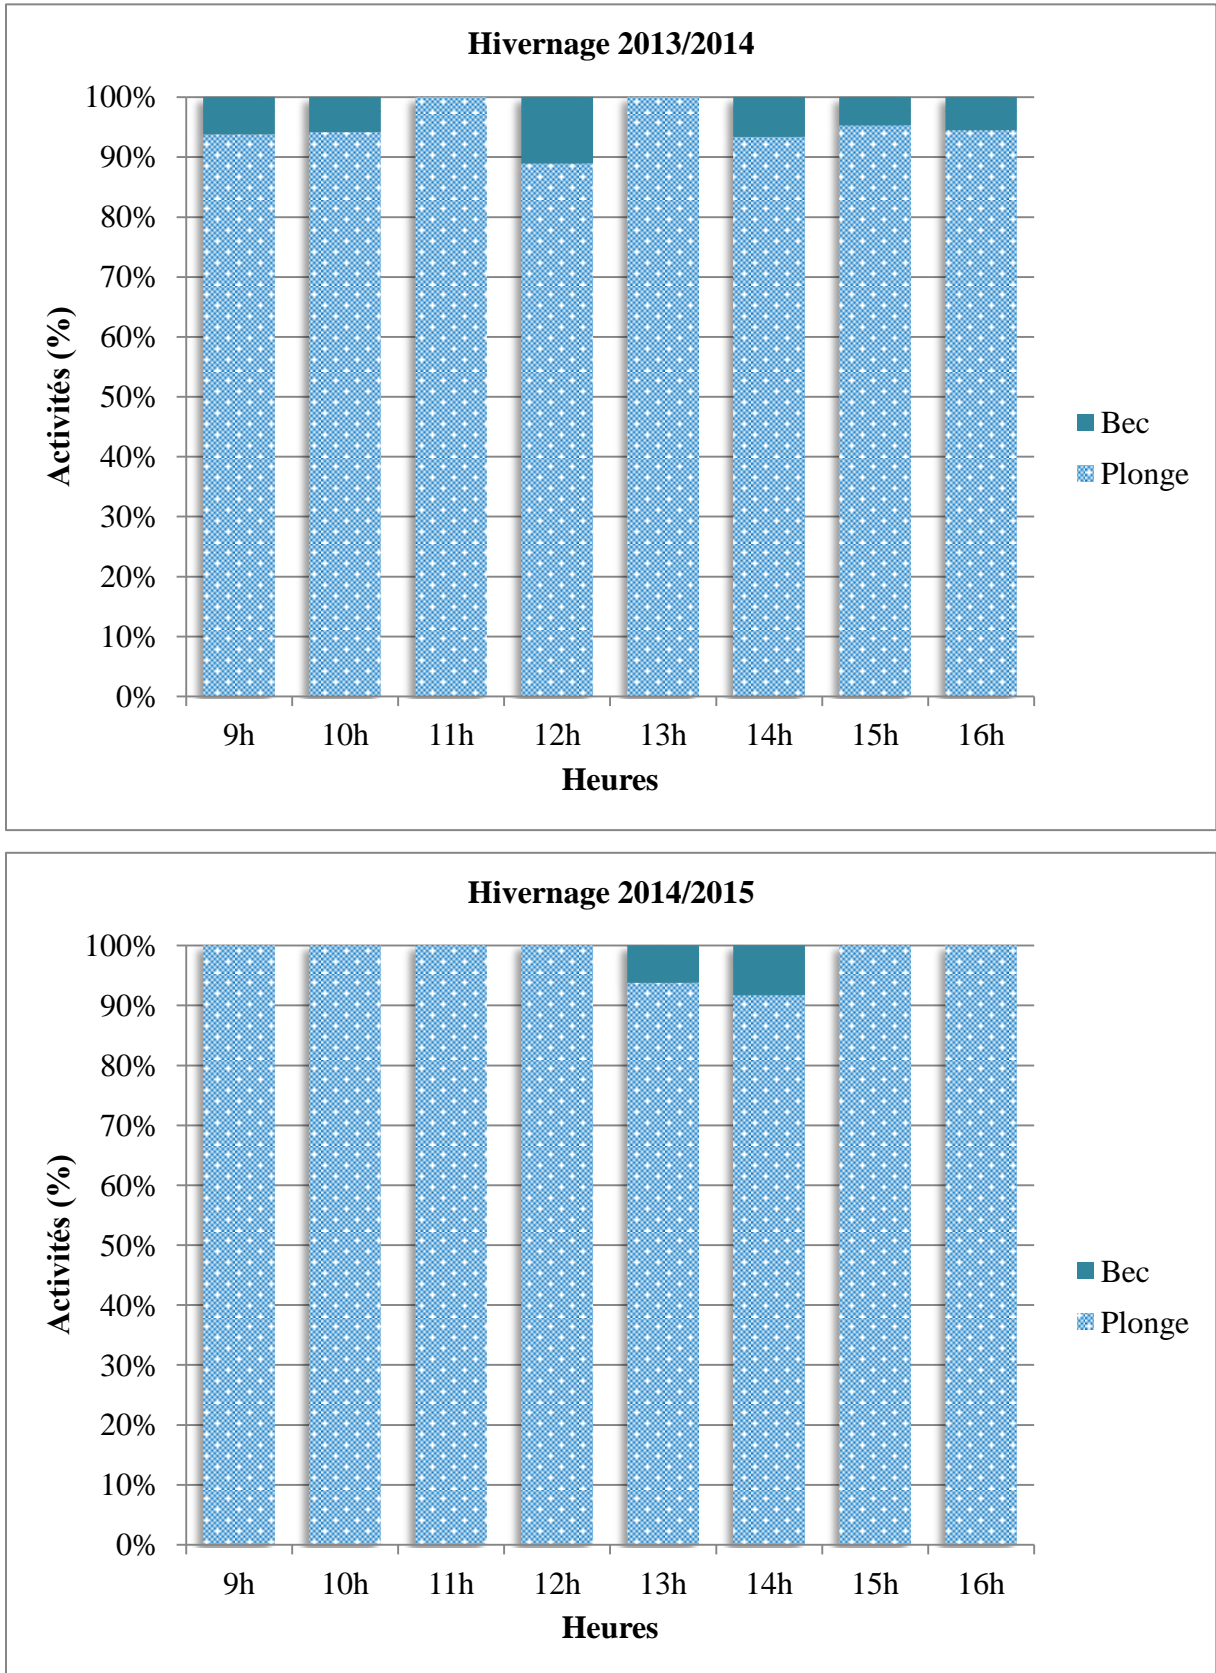 Hivernage 2013/2014
100%
90%
80%
70%
60%
50%
40%
30%
20%
10%
0%
Activités (%)
9h 10h 11h 12h 13h 14h 15h 16h
Heures
Bec
Plonge
Hivernage 2014/2015
100%
90%
80%
70%
60%
50%
40%
30%
20%
10%
0%
Activités (%)
9h 10h 11h 12h 13h 14h 15h 16h
Heures
Bec
Plonge